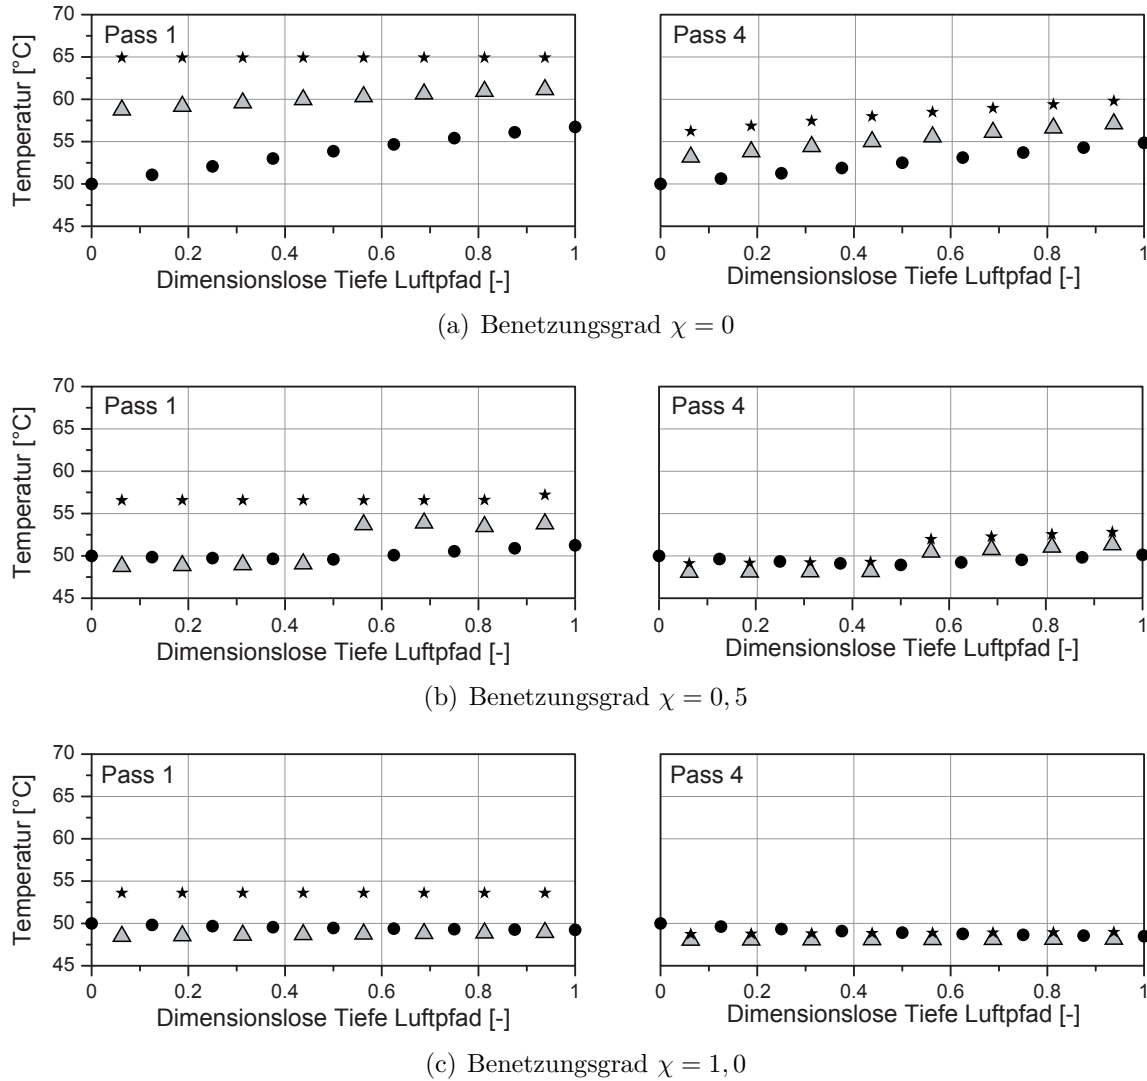 Pass 1
Pass 4
Temperatur [°C]
70
65
60
55
50
45
0 0.2 0.4 0.6 0.8 1
0 0.2 0.4 0.6 0.8 1
Dimensionslose Tiefe Luftpfad [-]
Dimensionslose Tiefe Luftpfad [-]
(a) Benetzungsgrad χ = 0
Pass 1
Pass 4
Temperatur [°C]
70
65
60
55
50
45
0 0.2 0.4 0.6 0.8 1
0 0.2 0.4 0.6 0.8 1
Dimensionslose Tiefe Luftpfad [-]
Dimensionslose Tiefe Luftpfad [-]
(b) Benetzungsgrad χ = 0, 5
Pass 1
Pass 4
Temperatur [°C]
70
65
60
55
50
45
0 0.2 0.4 0.6 0.8 1
0 0.2 0.4 0.6 0.8 1
Dimensionslose Tiefe Luftpfad [-]
Dimensionslose Tiefe Luftpfad [-]
(c) Benetzungsgrad χ = 1, 0